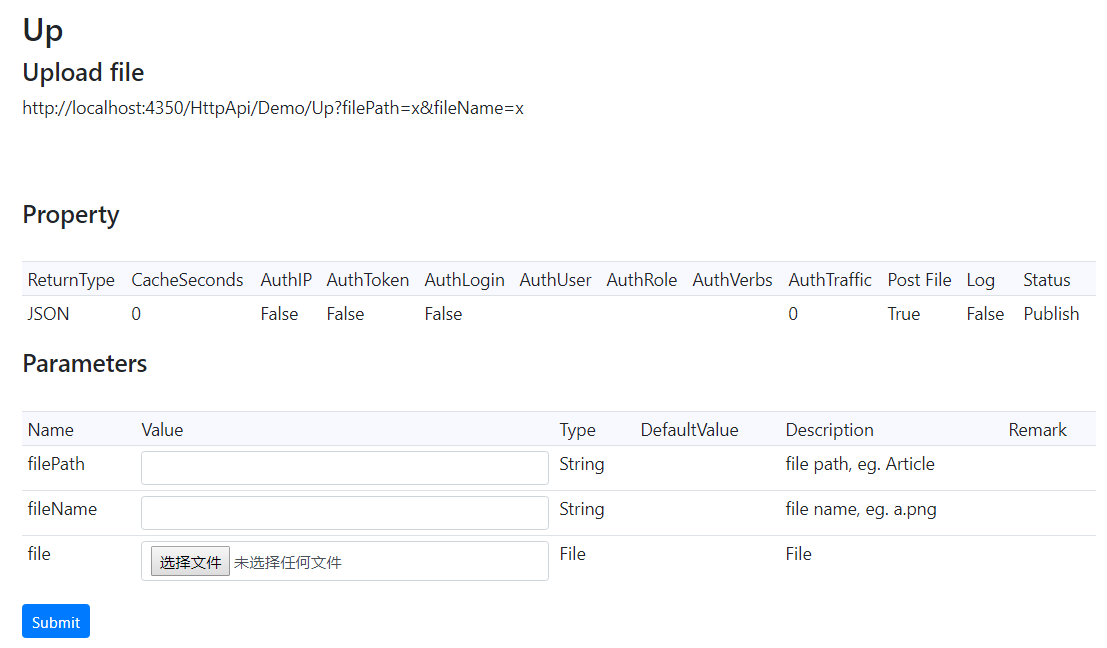 Up
Upload file
http://localhost:4350/HttpApi/Demo/Up?filePath=x&fileName=x
Property
ReturnType CacheSeconds AuthIP AuthToken AuthLogin AuthUser AuthRole AuthVerbs AuthTraffic Post File Log Status
JSON 0 False False False 0 True False Publish
Parameters
Name Value Type DefaultValue Description Remark
filePath String file path, eg. Article
fileName String file name, eg. a.png
file 选择文件 未选择任何文件 File File
Submit